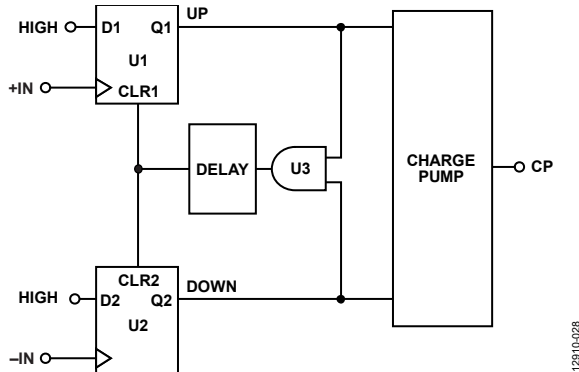 HIGH D1 Q1 UP
U1
+IN
CLR1
DELAY U3 CHARGE PUMP CP
CLR2
HIGH D2 Q2 DOWN
U2
–IN
12910-028